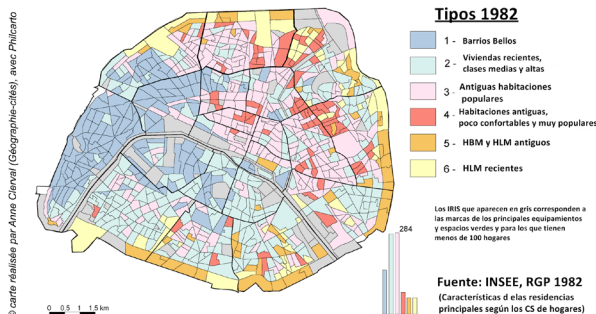 © carte réalisée par Anne Clerval (Géographie-cités), avec Philcarto
Tipos 1982
1 - Barrios Bellos
2 - Viviendas recientes,
clases medias y altas
3 - Antiguas habitaciones
populares
4 - Habitaciones antiguas,
poco confortables y muy populares
5 - HBM y HLM antiguos
6 - HLM recientes
Los IRIS que aparecen en gris corresponden a
las marcas de los principales equipamientos
y espacios verdes y para los que tienen
menos de 100 hogares
284
Fuente: INSEE, RGP 1982
(Características d elas residencias
principales según los CS de hogares)
0 0.5 1 1.5 km